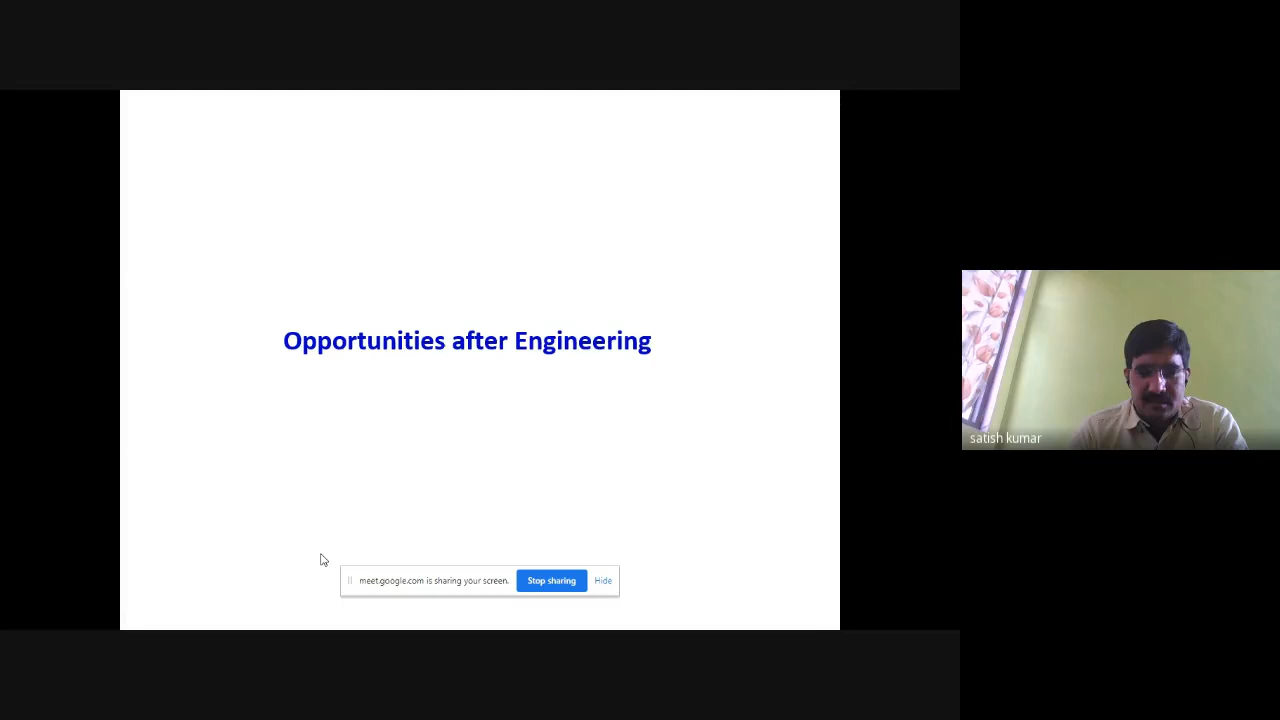 Opportunities after Engineering
meet.google.com is sharing your screen. Stop sharing Hide
satish kumar